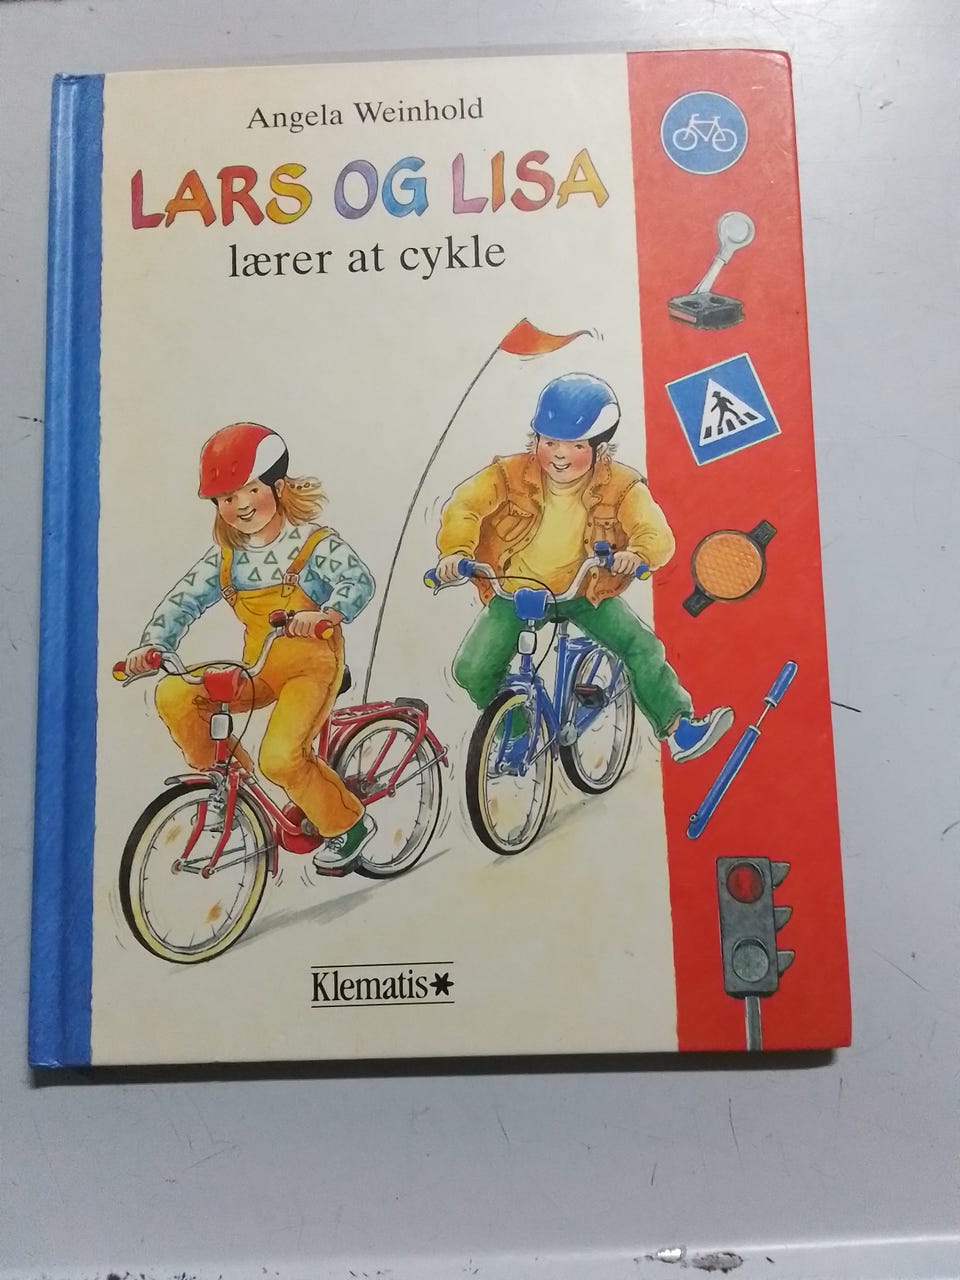 Angela Weinhold
LARS OG LISA
lærer at cykle
Klematis